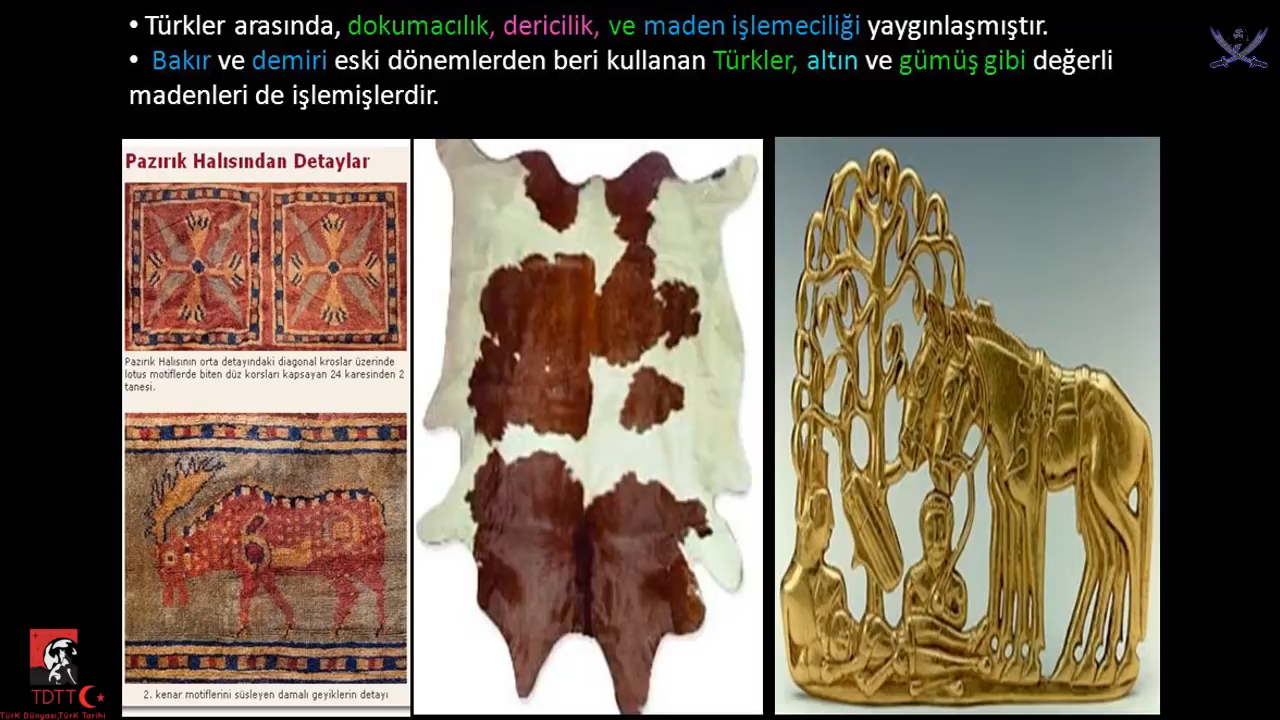 • Türkler arasında, dokumacılık, dericilik, ve maden işlemeciliği yaygınlaşmıştır.
• Bakır ve demiri eski dönemlerden beri kullanan Türkler, altın ve gümüş gibi değerli
madenleri de işlemişlerdir.
Pazırık Halısından Detaylar
Pazırık Halısının orta detayındaki diagonal kroslar üzerinde
lotus motiflerde biten düz korsları kapsayan 24 karesinden 2
tanesi.
2. kenar motiflerini süsleyen damalı geyiklerin detayı
TDTT
Türk Dünyası,Türk Tarihi